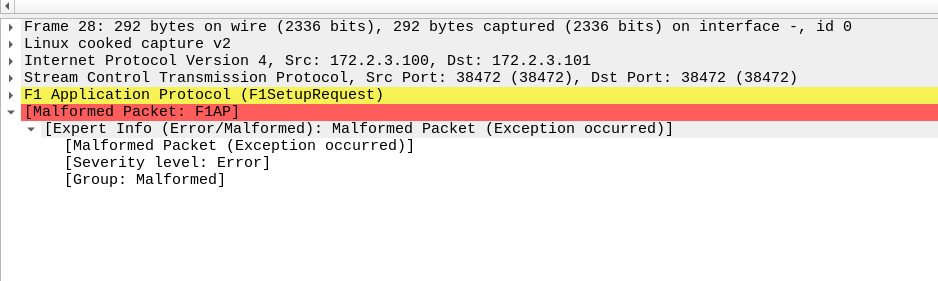 Frame 28: 292 bytes on wire (2336 bits), 292 bytes captured (2336 bits) on interface -, id 0
Linux cooked capture v2
Internet Protocol Version 4, Src: 172.2.3.100, Dst: 172.2.3.101
Stream Control Transmission Protocol, Src Port: 38472 (38472), Dst Port: 38472 (38472)
F1 Application Protocol (F1SetupRequest)
[Malformed Packet: F1AP]
[Expert Info (Error/Malformed): Malformed Packet (Exception occurred)]
[Malformed Packet (Exception occurred)]
[Severity level: Error]
[Group: Malformed]